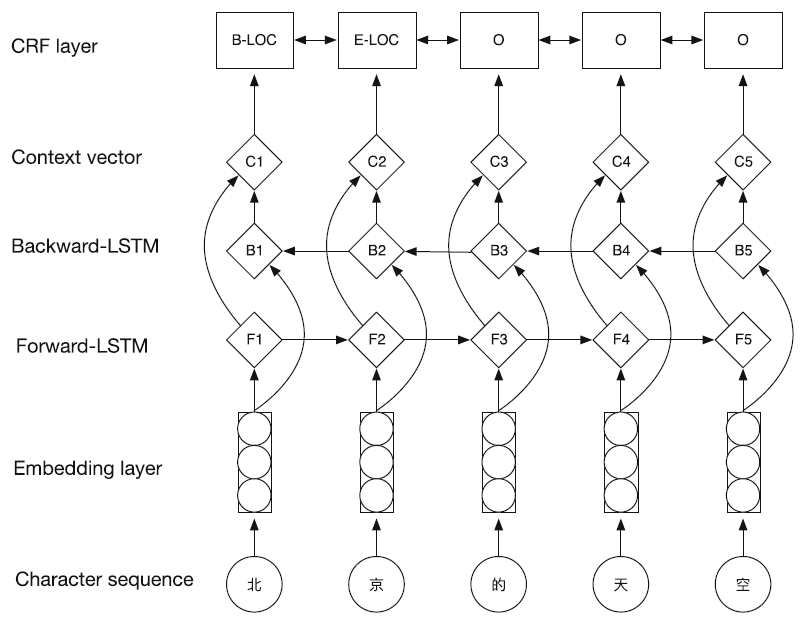 CRF layer B-LOC E-LOC O O O
Context vector C1 C2 C3 C4 C5
Backward-LSTM B1 B2 B3 B4 B5
Forward-LSTM F1 F2 F3 F4 F5
Embedding layer
Character sequence 北 京 的 天 空